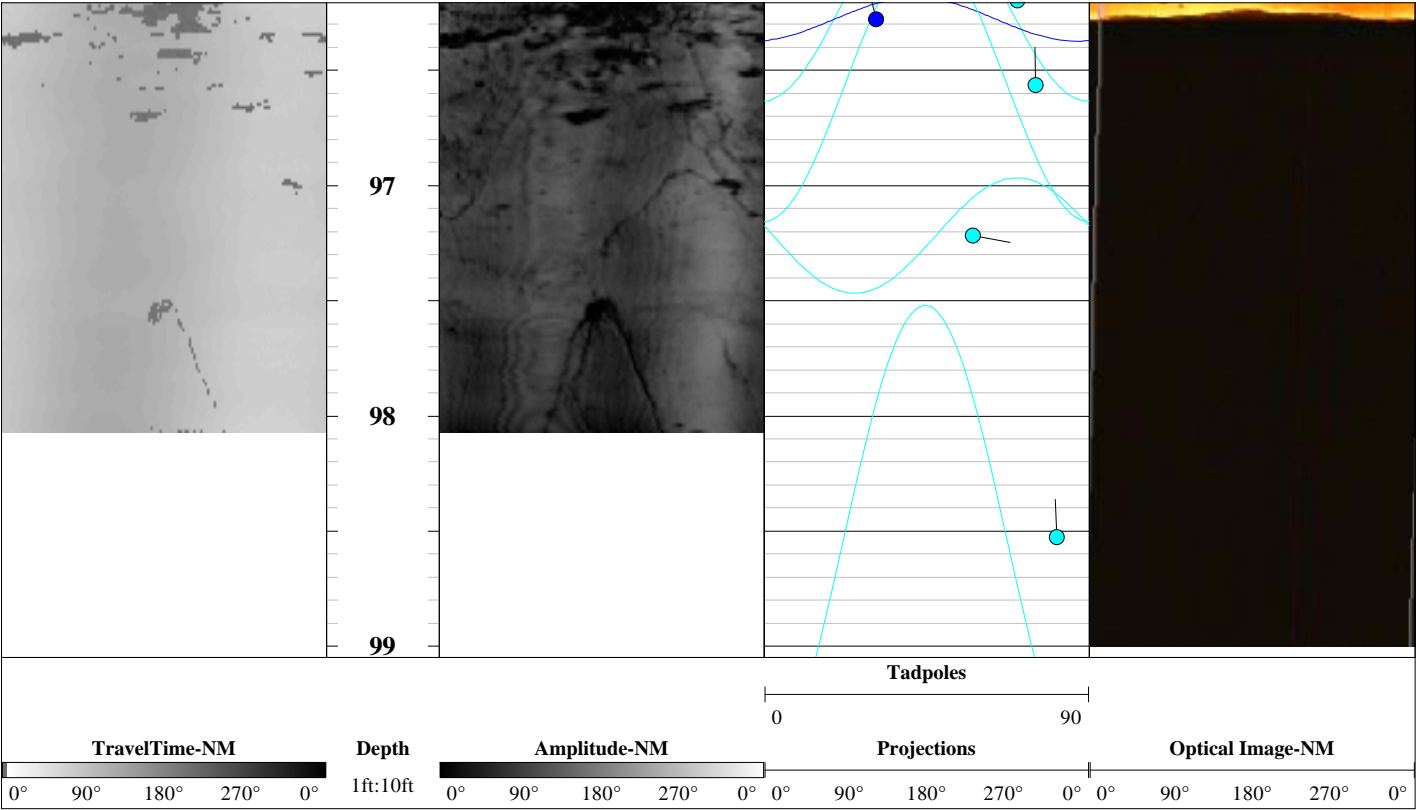 97
98
99
Tadpoles
0 90
TravelTime-NM Depth Amplitude-NM Projections Optical Image-NM
1ft:10ft
0° 90° 180° 270° 0° 0° 90° 180° 270° 0° 0° 90° 180° 270° 0° 0° 90° 180° 270° 0°